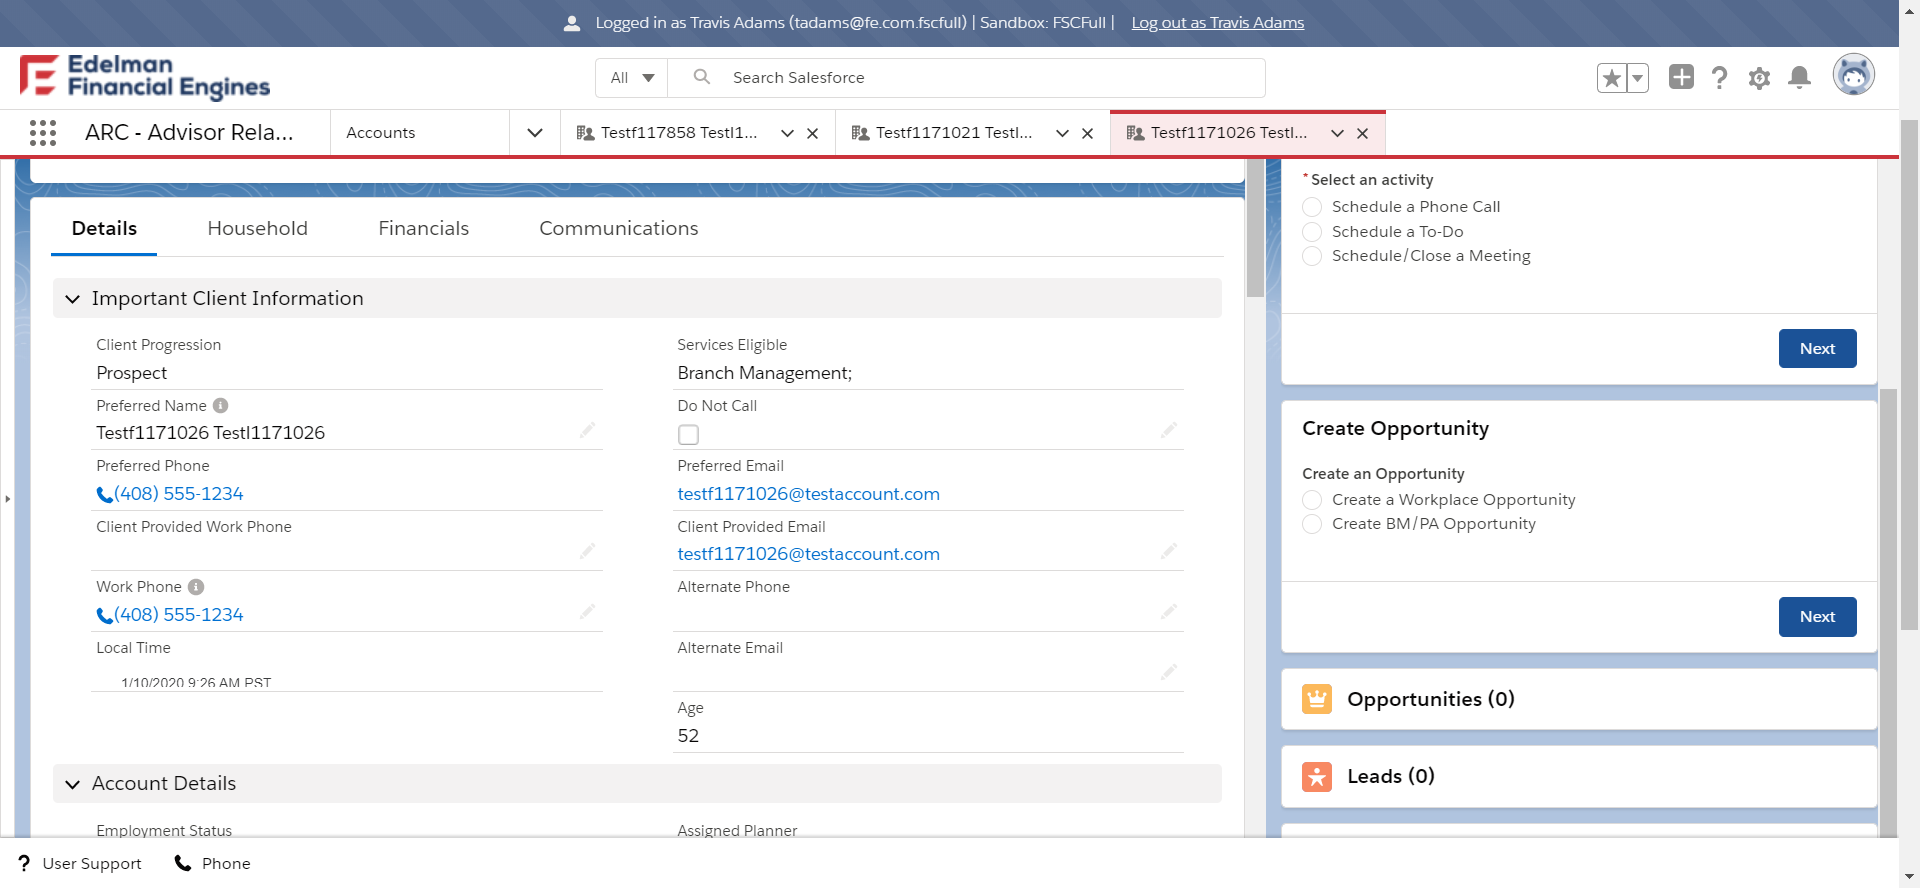 Logged in as Travis Adams (tadams@fe.com.fscfull) | Sandbox: FSCFull | Log out as Travis Adams
Edelman
Financial Engines
All
Search Salesforce
ARC - Advisor Rela...
Accounts
Testf117858 Testl1...
Testf1171021 Testl...
Testf1171026 Testl...
Details
Household
Financials
Communications
Important Client Information
Client Progression
Prospect
Services Eligible
Branch Management;
Preferred Name
Testf1171026 Testl1171026
Do Not Call
Preferred Phone
(408) 555-1234
Preferred Email
testf1171026@testaccount.com
Client Provided Work Phone
Client Provided Email
testf1171026@testaccount.com
Work Phone
(408) 555-1234
Alternate Phone
Local Time
1/10/2020 9:26 AM PST
Alternate Email
Age
52
Account Details
Employment Status
Assigned Planner
*Select an activity
Schedule a Phone Call
Schedule a To-Do
Schedule/Close a Meeting
Next
Create Opportunity
Create an Opportunity
Create a Workplace Opportunity
Create BM/PA Opportunity
Next
Opportunities (0)
Leads (0)
? User Support
Phone